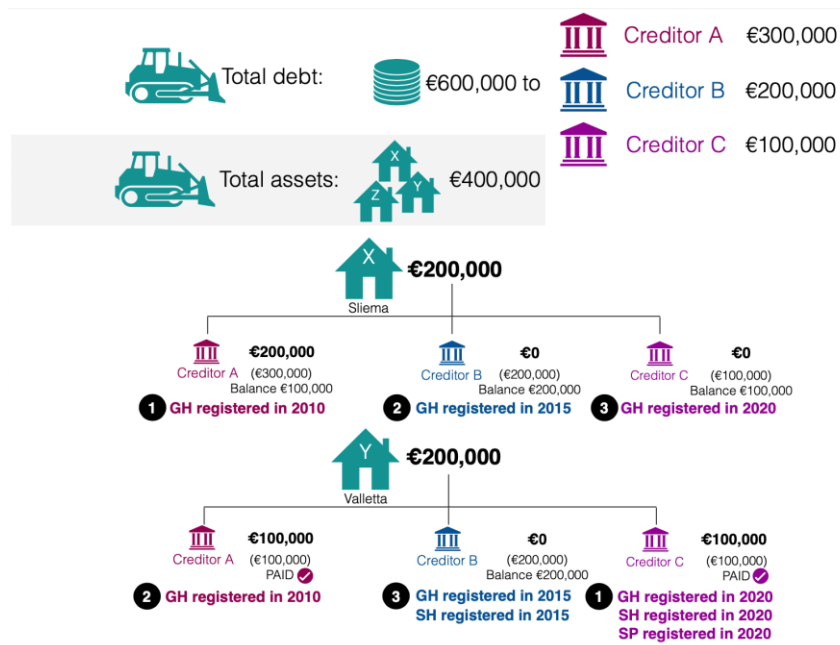 Total debt: €600,000 to
Creditor A €300,000
Creditor B €200,000
Creditor C €100,000
Total assets: X Z Y €400,000
X €200,000
Sliema
Creditor A €200,000
(€300,000)
Balance €100,000
1 GH registered in 2010
Creditor B €0
(€200,000)
Balance €200,000
2 GH registered in 2015
Creditor C €0
(€100,000)
Balance €100,000
3 GH registered in 2020
Y €200,000
Valletta
Creditor A €100,000
(€100,000)
PAID
2 GH registered in 2010
Creditor B €0
(€200,000)
Balance €200,000
3 GH registered in 2015
SH registered in 2015
Creditor C €100,000
(€100,000)
PAID
1 GH registered in 2020
SH registered in 2020
SP registered in 2020